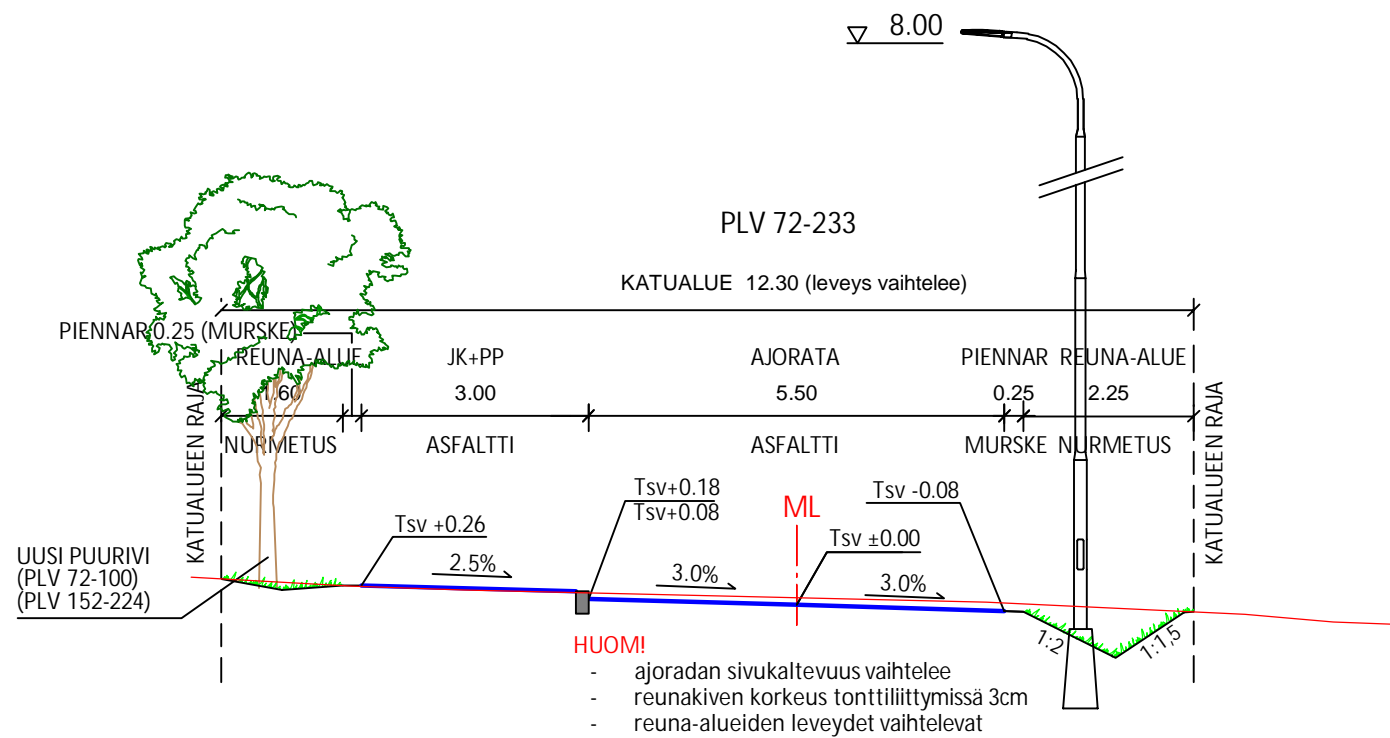 8.00
PLV 72-233
KATUALUE 12.30 (leveys vaihtelee)
PIENNAR 0.25 (MURSKE)
REUNA-ALUE JK+PP AJORATA PIENNAR REUNA-ALUE
1.60 3.00 5.50 0.25 2.25
NURMETUS ASFALTTI ASFALTTI MURSKE NURMETUS
KATUALUEEN RAJA
KATUALUEEN RAJA
Tsv +0.26
Tsv+0.18
Tsv+0.08
ML
Tsv -0.08
Tsv ±0.00
2.5%
3.0%
3.0%
UUSI PUURIVI
(PLV 72-100)
(PLV 152-224)
1:2
1:1,5
HUOM!
- ajoradan sivukaltevuus vaihtelee
- reunakiven korkeus tonttiliittymissä 3cm
- reuna-alueiden leveydet vaihtelevat